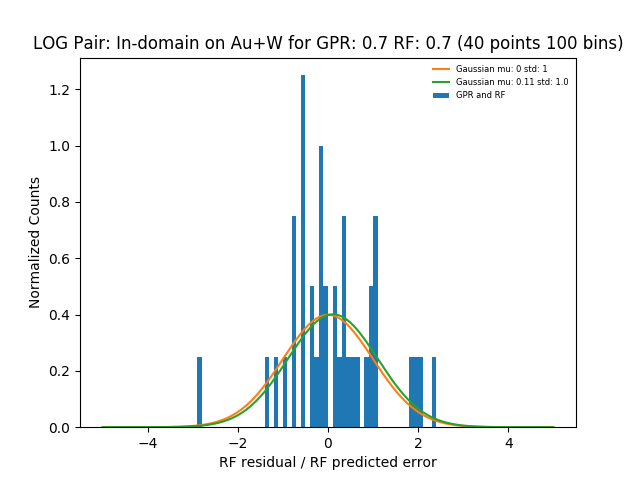 LOG Pair: In-domain on Au+W for GPR: 0.7 RF: 0.7 (40 points 100 bins)
Gaussian mu: 0 std: 1
Gaussian mu: 0.11 std: 1.0
GPR and RF
Normalized Counts
1.2
1.0
0.8
0.6
0.4
0.2
0.0
−4 −2 0 2 4
RF residual / RF predicted error